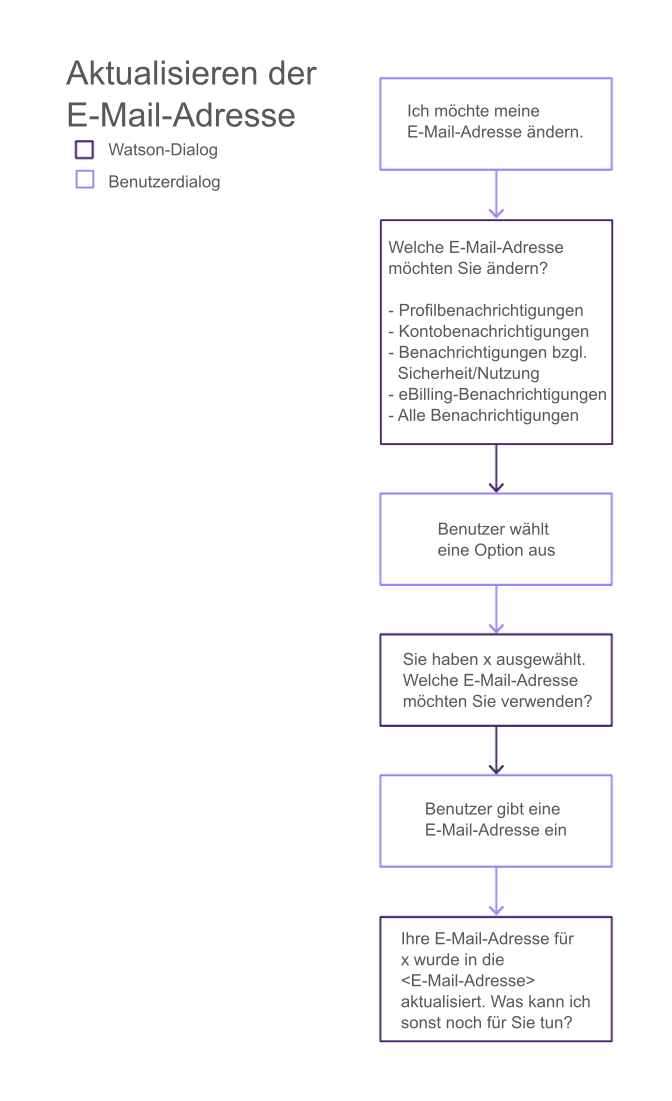 Aktualisieren der
E-Mail-Adresse
Watson-Dialog
Benutzerdialog
Ich möchte meine
E-Mail-Adresse ändern.
Welche E-Mail-Adresse
möchten Sie ändern?
- Profilbenachrichtigungen
- Kontobenachrichtigungen
- Benachrichtigungen bzgl.
Sicherheit/Nutzung
- eBilling-Benachrichtigungen
- Alle Benachrichtigungen
Benutzer wählt
eine Option aus
Sie haben x ausgewählt.
Welche E-Mail-Adresse
möchten Sie verwenden?
Benutzer gibt eine
E-Mail-Adresse ein
Ihre E-Mail-Adresse für
x wurde in die
<E-Mail-Adresse>
aktualisiert. Was kann ich
sonst noch für Sie tun?